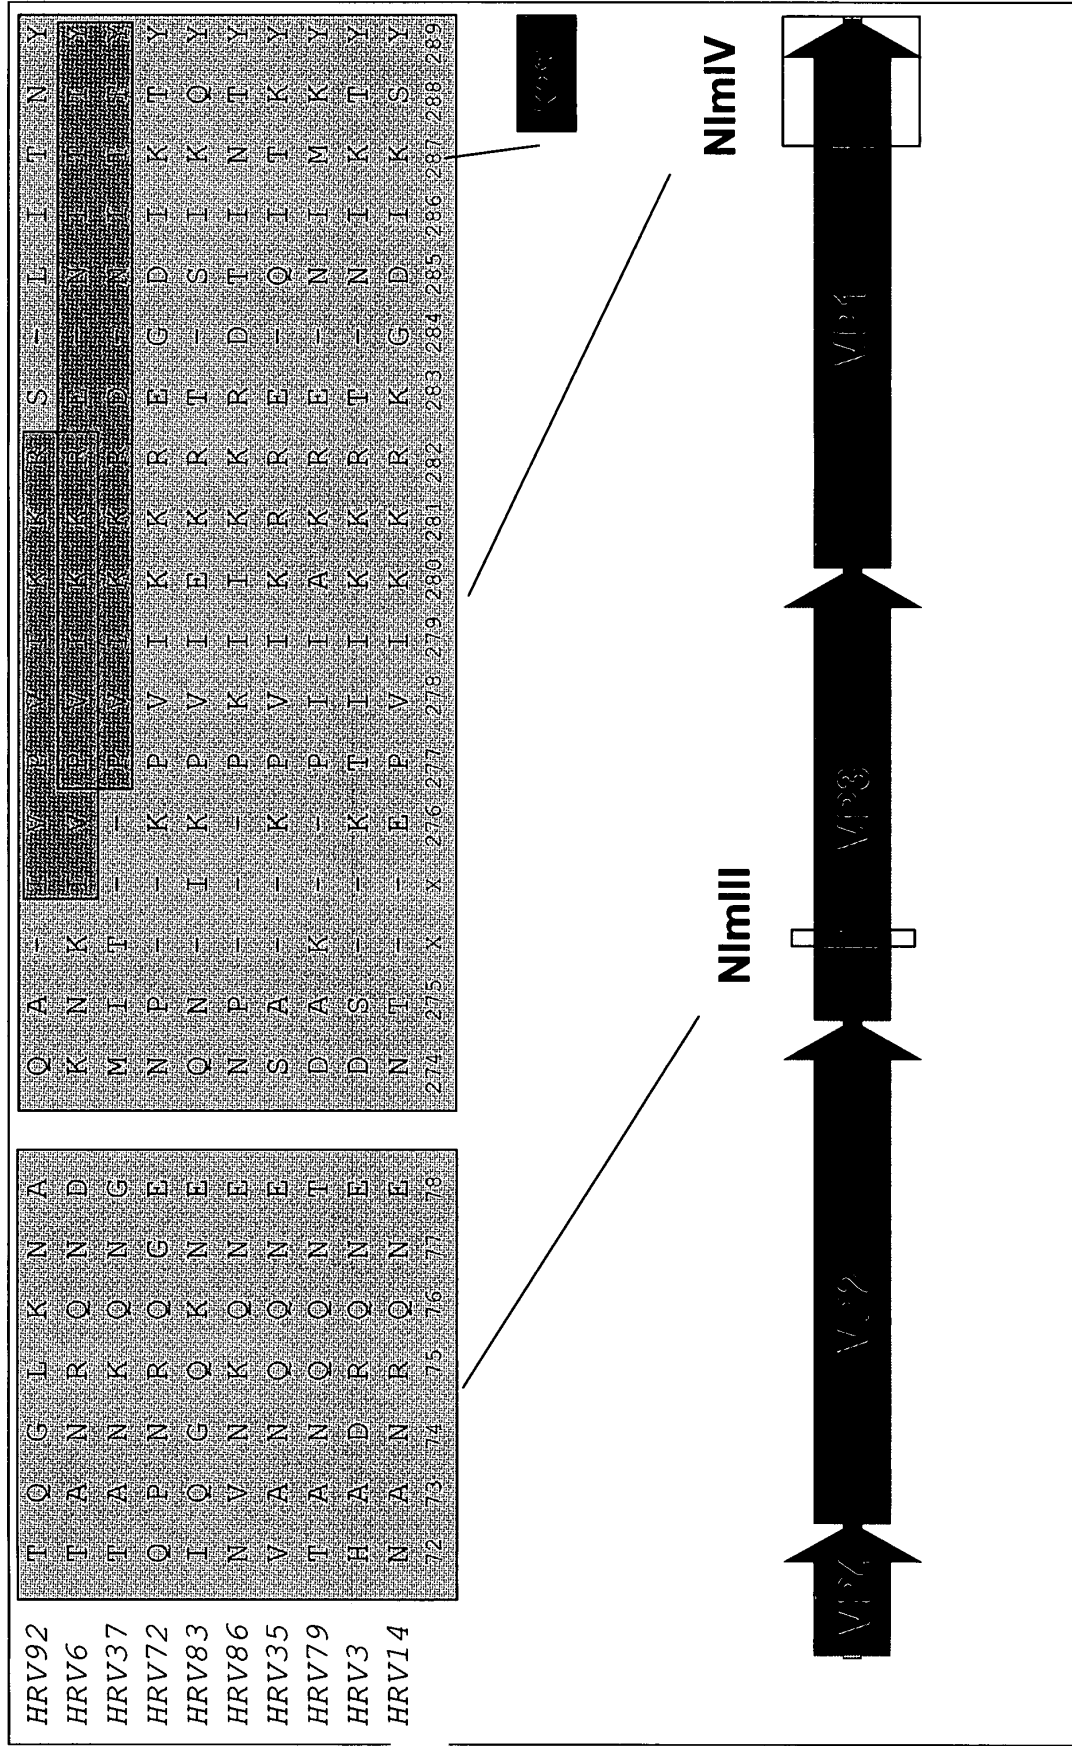 HRV92 T Q G L K N A Q A - T V P V I K K R S - L I T N Y
HRV6 T A N R Q N D K N K T V P V I K K R E - N I T T Y
HRV37 T A N K Q N G M I T - - P V I K K R D - N I T T Y
HRV72 Q P N R Q G E N P - - K P V I K K R E G D I K T Y
HRV83 I Q G Q K N E Q N - I K P V I E K R T - S I K Q Y
HRV86 N V N K Q N E N P - - - P K I I K K R D T I N T Y
HRV35 V A N Q Q N E S A - - K P V I K R R E - Q I T K Y
HRV79 T A N Q Q N T D A K - - P I I A K R E - N I M K Y
HRV3 H A D R Q N E D S - - K T I I K K R T - N I K T Y
HRV14 N A N R Q N E N T - - E P V I K K R K G D I K S Y
72 73 74 75 76 77 78 274 275 x x 276 277 278 279 280 281 282 283 284 285 286 287 288 289
NImIII NImIV
VP4 VP2 VP3 VP1